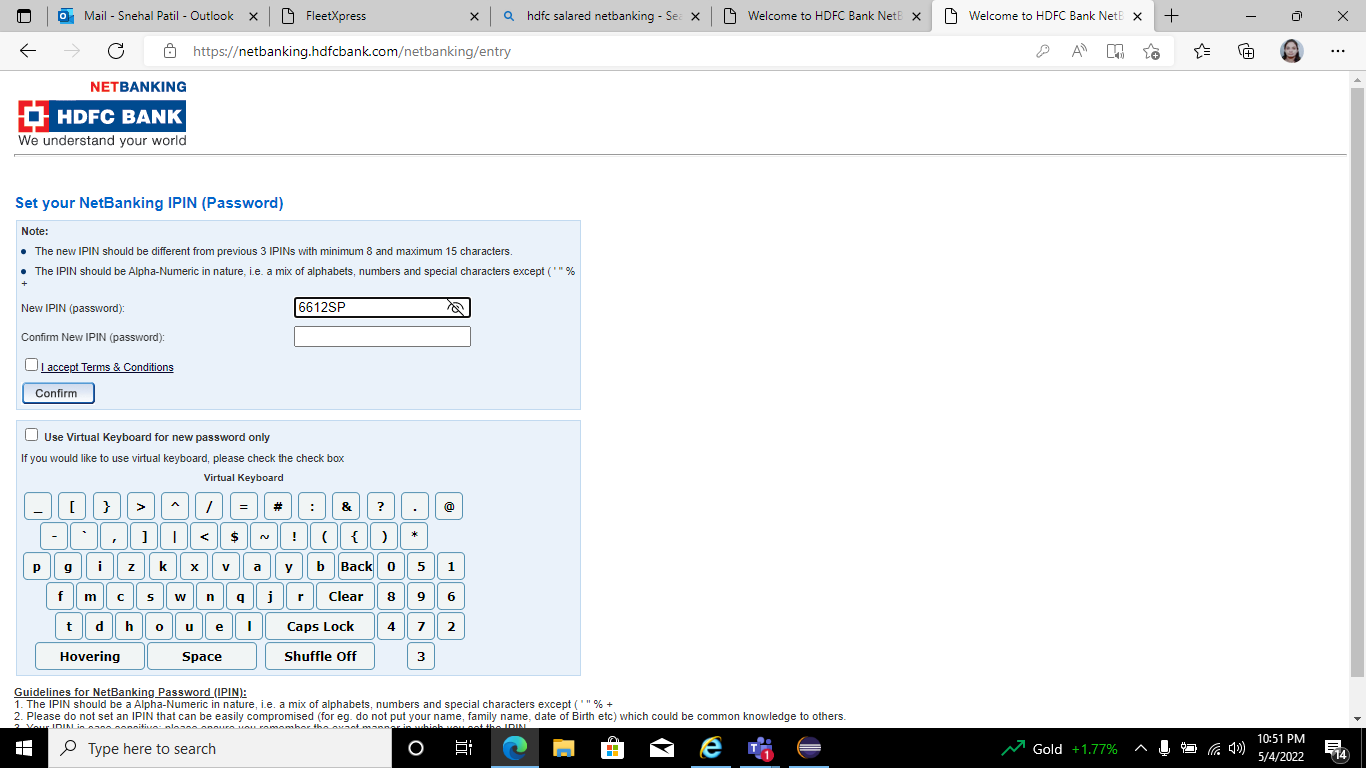 Mail - Snehal Patil - Outlook
FleetXpress
hdfc salared netbanking - Sea
Welcome to HDFC Bank NetB
Welcome to HDFC Bank NetB
https://netbanking.hdfcbank.com/netbanking/entry
NETBANKING
HDFC BANK
We understand your world
Set your NetBanking IPIN (Password)
Note:
The new IPIN should be different from previous 3 IPINs with minimum 8 and maximum 15 characters.
The IPIN should be Alpha-Numeric in nature, i.e. a mix of alphabets, numbers and special characters except ( ' " %
+
New IPIN (password): 6612SP
Confirm New IPIN (password):
I accept Terms & Conditions
Confirm
Use Virtual Keyboard for new password only
If you would like to use virtual keyboard, please check the check box
Virtual Keyboard
_ [ } > ^ / = # : & ? . @
- ` , ] | < $ ~ ! ( { ) *
p g i z k x v a y b Back 0 5 1
f m c s w n q j r Clear 8 9 6
t d h o u e l Caps Lock 4 7 2
Hovering Space Shuffle Off 3
Guidelines for NetBanking Password (IPIN):
1. The IPIN should be a Alpha-Numeric in nature, i.e. a mix of alphabets, numbers and special characters except ( ' " % +
2. Please do not set an IPIN that can be easily compromised (for eg. do not put your name, family name, date of Birth etc) which could be common knowledge to others.
3. Your IPIN is case sensitive; please ensure you remember the exact manner in which you set the IPIN
Type here to search
1
Gold +1.77%
10:51 PM
5/4/2022
14